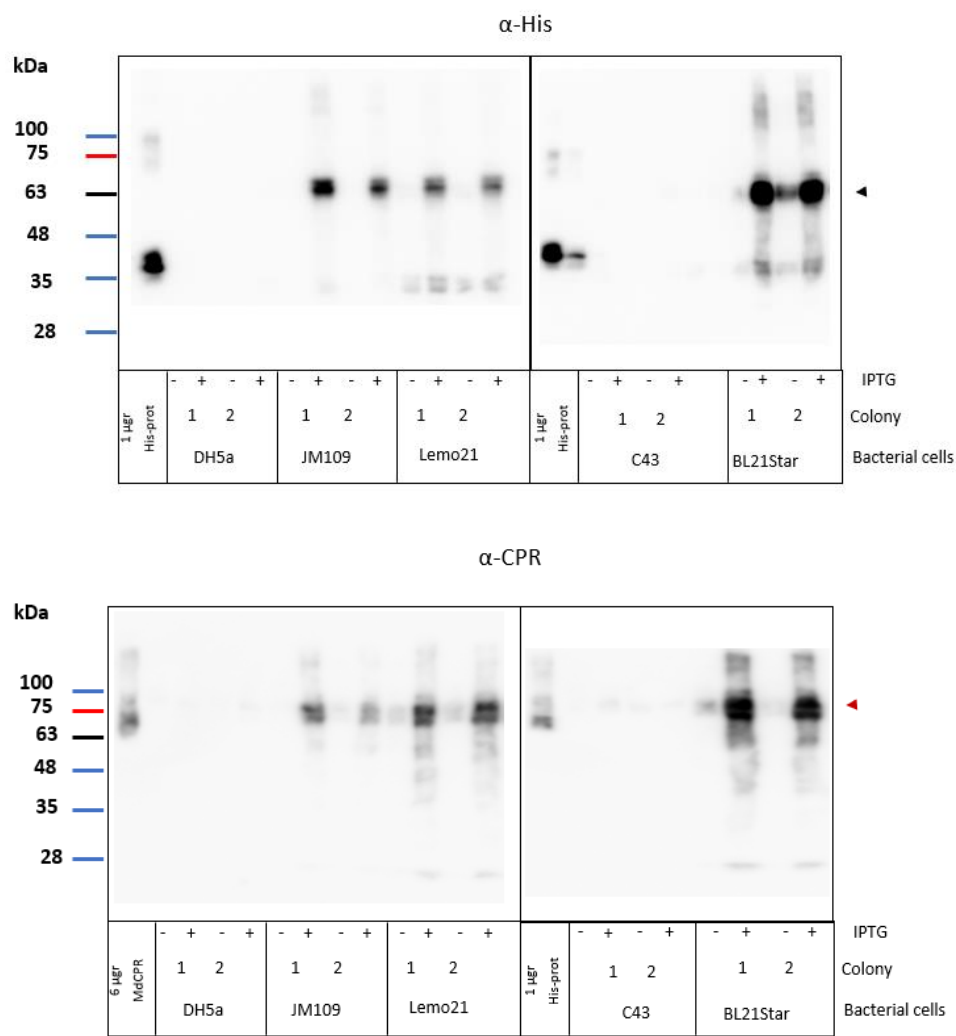 α-His
kDa
100
75
63
48
35
28
- + - + - + - + - + - + - + - + - + - + IPTG
1 µgr His-prot 1 2 1 2 1 2 1 µgr His-prot 1 2 1 2 Colony
DH5a JM109 Lemo21 C43 BL21Star Bacterial cells
α-CPR
kDa
100
75
63
48
35
28
- + - + - + - + - + - + - + - + - + - + IPTG
6 µgr MdCPR 1 2 1 2 1 2 1 µgr His-prot 1 2 1 2 Colony
DH5a JM109 Lemo21 C43 BL21Star Bacterial cells